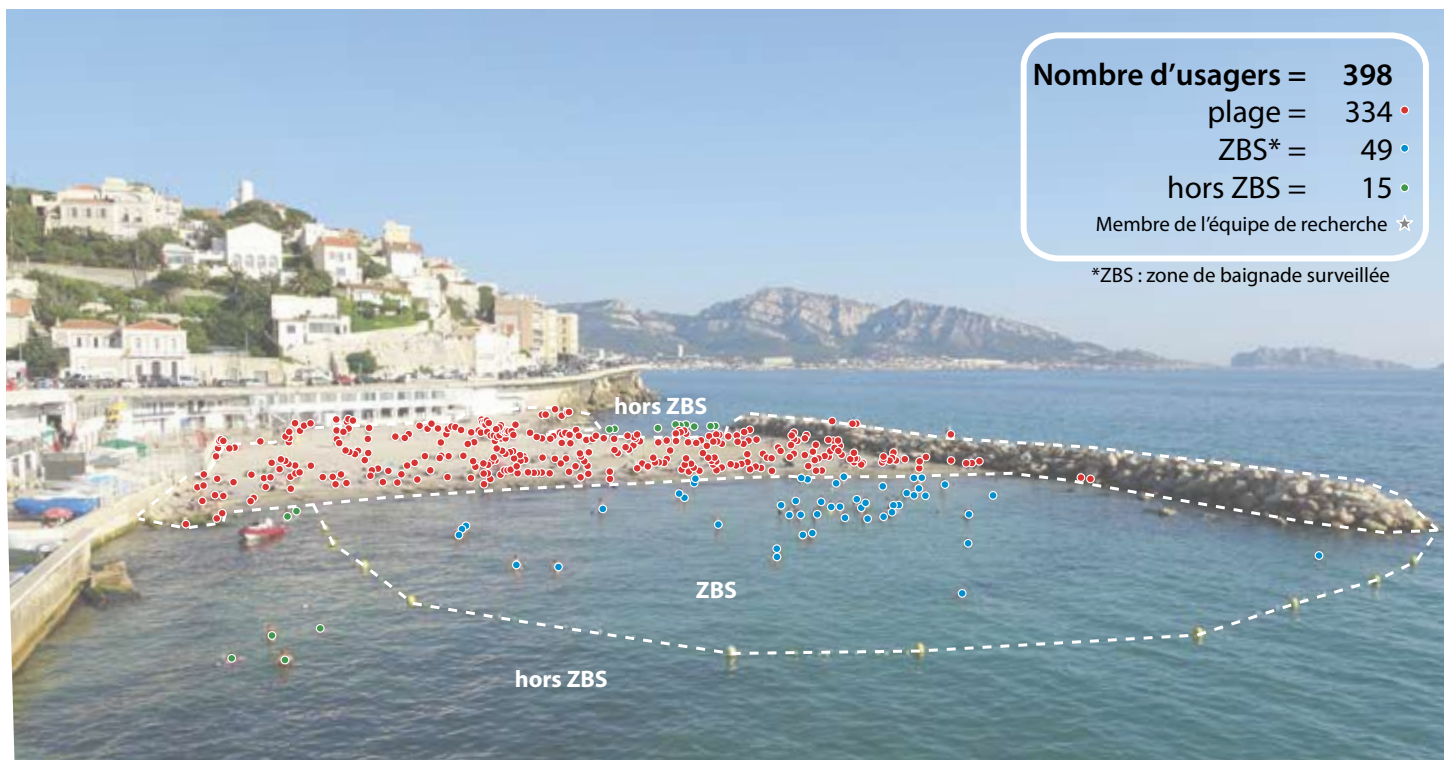 Nombre d'usagers = 398
plage = 334
ZBS* = 49
hors ZBS = 15
Membre de l'équipe de recherche
*ZBS : zone de baignade surveillée
hors ZBS
ZBS
hors ZBS